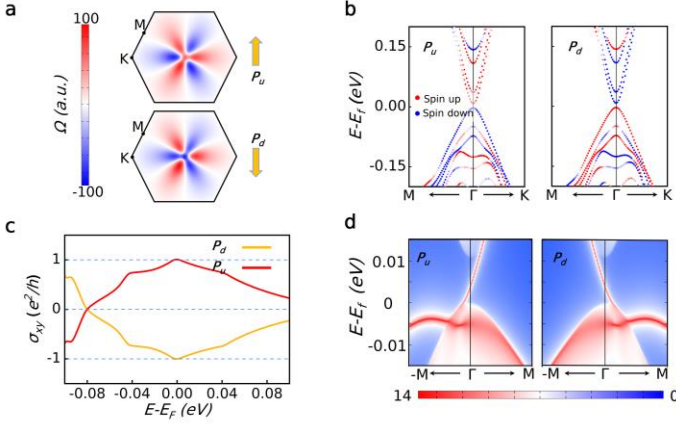 a
100
Ω (a.u.)
-100
M
K
P_u
M
K
P_d
b
0.20
0.00
-0.15
E-E_f (eV)
P_u
Spin up
Spin down
M
Γ
K
P_d
M
Γ
K
c
σ_xy (e²/h)
1
0
-1
P_d
P_u
-0.08
-0.04
0.00
0.04
0.08
E-E_F (eV)
d
E-E_f (eV)
0.01
0
-0.01
P_u
-M
Γ
M
P_d
-M
Γ
M
14
0